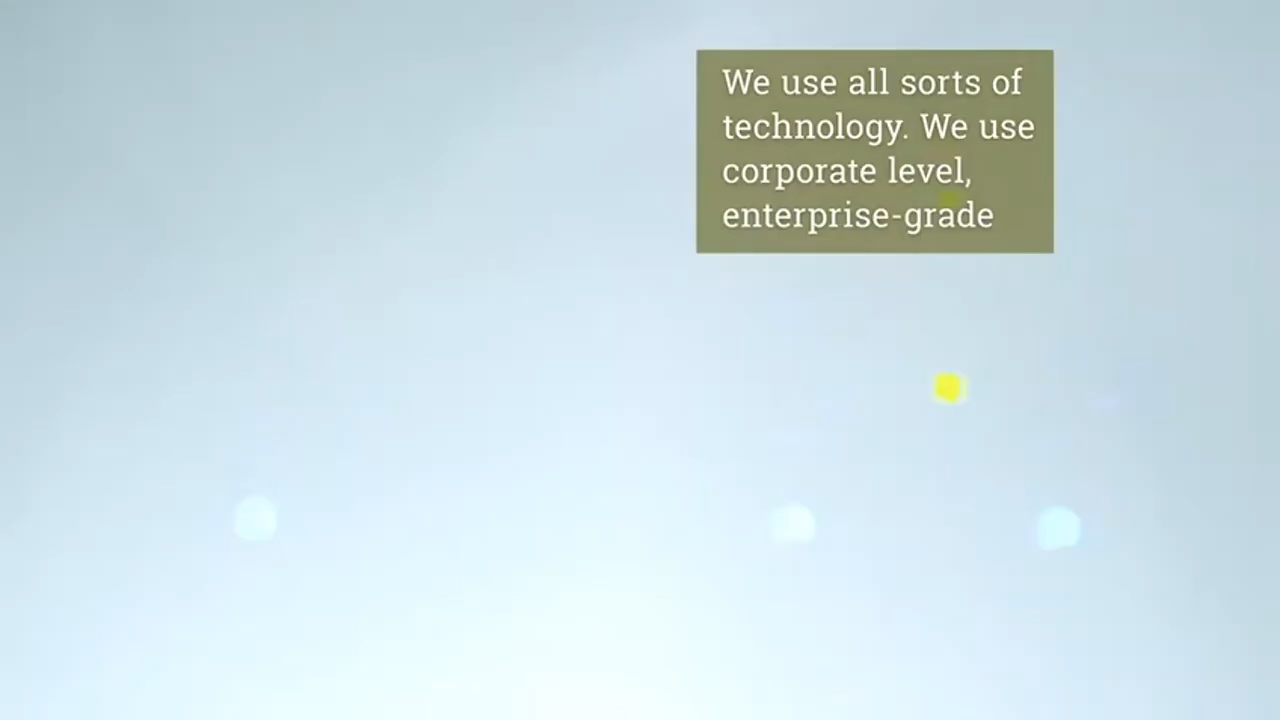 We use all sorts of
technology. We use
corporate level,
enterprise-grade